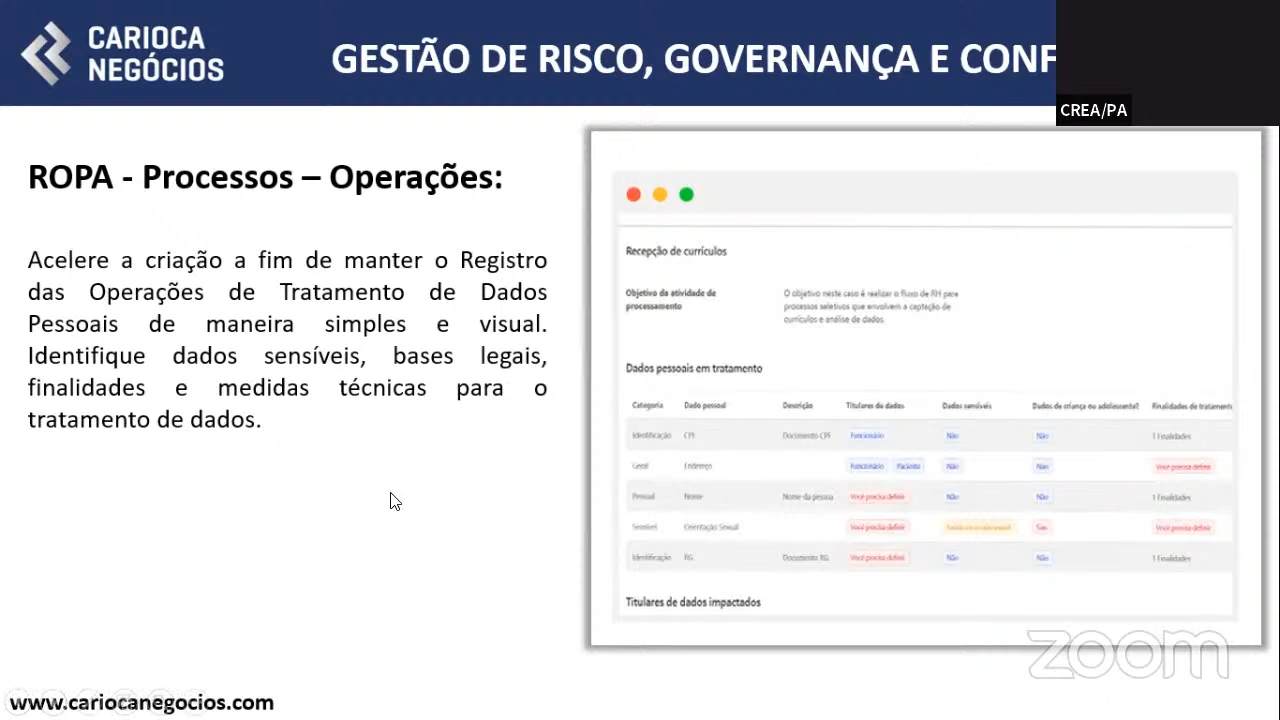 CARIOCA
NEGÓCIOS
GESTÃO DE RISCO, GOVERNANÇA E CONF
CREA/PA
ROPA - Processos – Operações:
Acelere a criação a fim de manter o Registro
das Operações de Tratamento de Dados
Pessoais de maneira simples e visual.
Identifique dados sensíveis, bases legais,
finalidades e medidas técnicas para o
tratamento de dados.
Recepção de currículos
Objetivo da atividade de
processamento
O objetivo neste caso é realizar o fluxo de RH para
processos seletivos que envolvem a captação de
currículos e análise de dados.
Dados pessoais em tratamento
Categoria Dado pessoal Descrição Titulares de dados Dados sensíveis Dados de criança ou adolescente? Finalidades de tratamento
Identificação CPF Documento CPF Funcionário Não Não 1 Finalidades
Geral Endereço Funcionário Paciente Não Não Você precisa definir
Pessoal Nome Nome da pessoa Você precisa definir Não Não 1 Finalidades
Sensível Orientação Sexual Você precisa definir Sim Você precisa definir
Identificação RG Documento RG Você precisa definir Não Não 1 Finalidades
Titulares de dados impactados
zoom
www.cariocanegocios.com